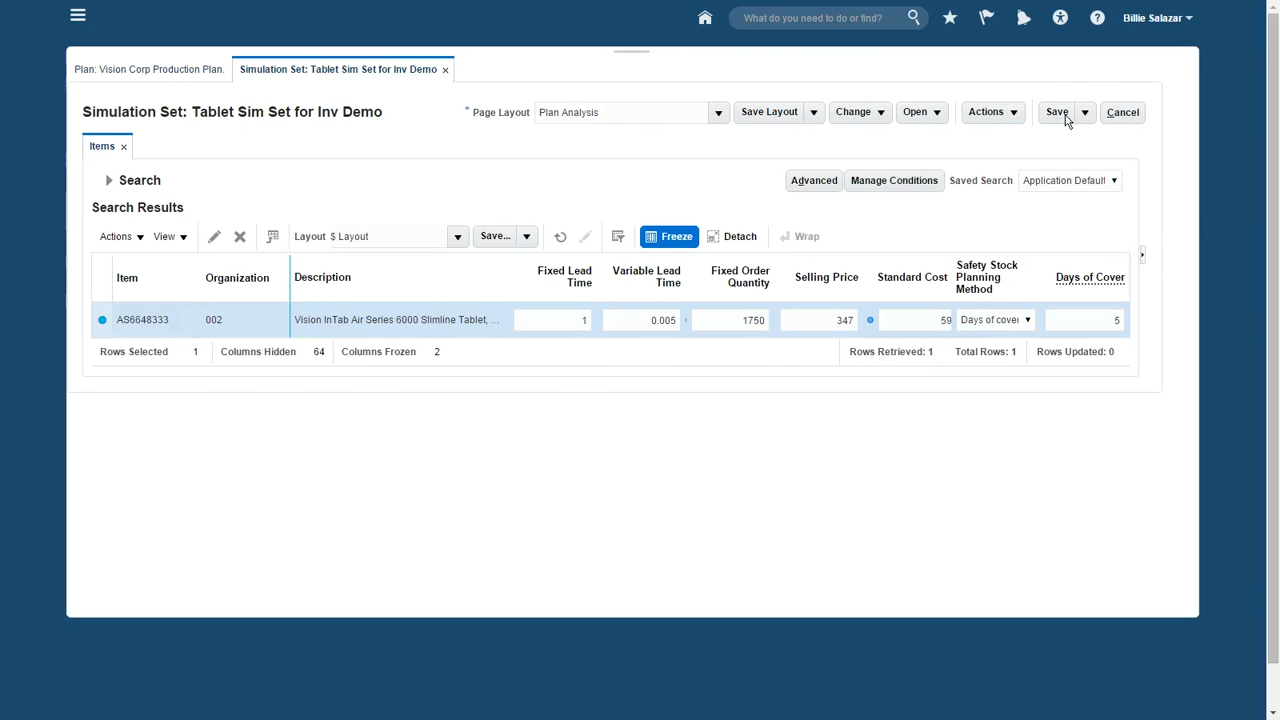 What do you need to do or find?
Billie Salazar
Plan: Vision Corp Production Plan.
Simulation Set: Tablet Sim Set for Inv Demo
Simulation Set: Tablet Sim Set for Inv Demo
* Page Layout Plan Analysis Save Layout Change Open Actions Save Cancel
Items
Search
Advanced Manage Conditions Saved Search Application Default
Search Results
Actions View Layout $ Layout Save... Freeze Detach Wrap
Item Organization Description Fixed Lead Time Variable Lead Time Fixed Order Quantity Selling Price Standard Cost Safety Stock Planning Method Days of Cover
AS6648333 002 Vision InTab Air Series 6000 Slimline Tablet, ... 1 0.005 1750 347 59 Days of cover 5
Rows Selected 1 Columns Hidden 64 Columns Frozen 2 Rows Retrieved: 1 Total Rows: 1 Rows Updated: 0